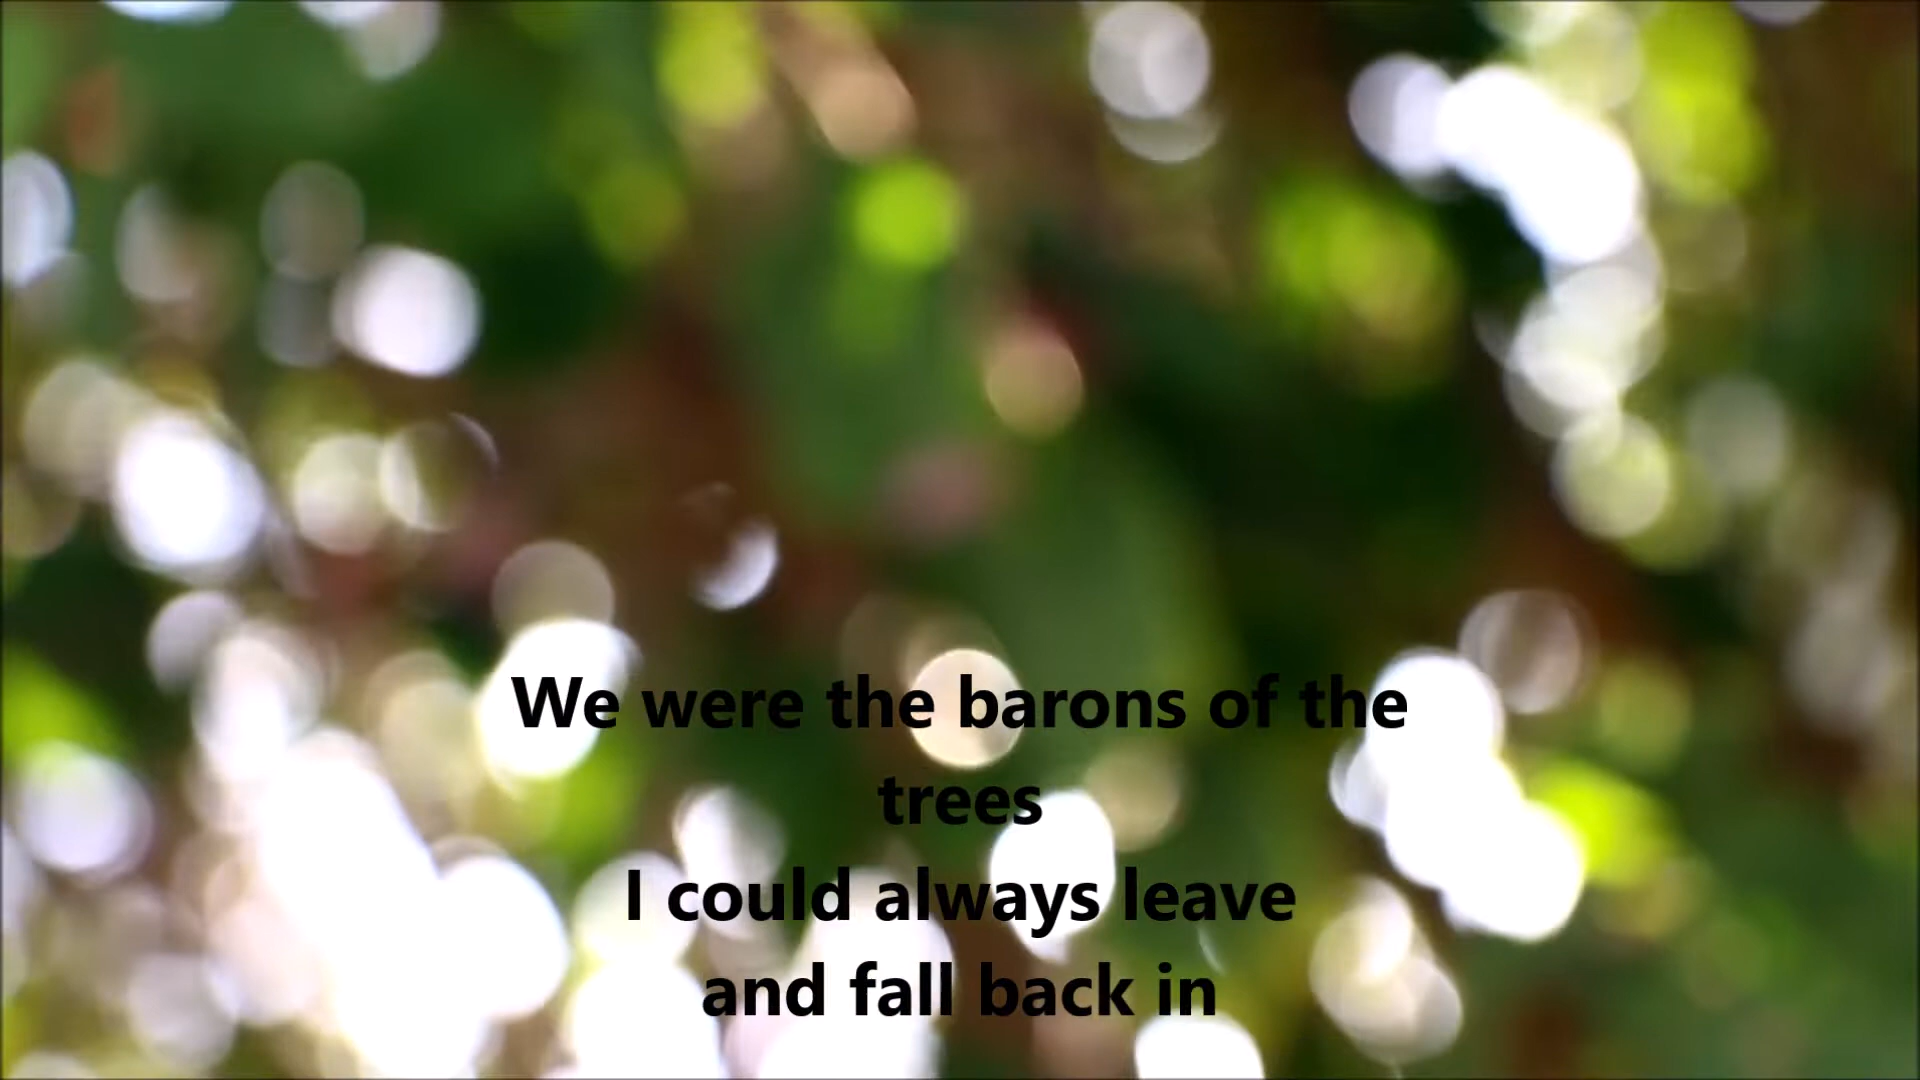 We were the barons of the
trees
I could always leave
and fall back in